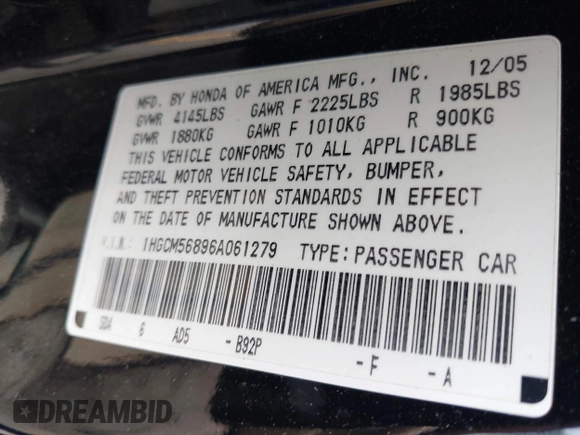 MFD. BY HONDA OF AMERICA MFG., INC. 12/05
GVWR 4145LBS GAWR F 2225LBS R 1985LBS
GVWR 1880KG GAWR F 1010KG R 900KG
THIS VEHICLE CONFORMS TO ALL APPLICABLE
FEDERAL MOTOR VEHICLE SAFETY, BUMPER,
AND THEFT PREVENTION STANDARDS IN EFFECT
ON THE DATE OF MANUFACTURE SHOWN ABOVE.
V.I.N.: 1HGCM56896A061279 TYPE: PASSENGER CAR
SDA 6 AD5 - B92P - F - A
DREAMBID